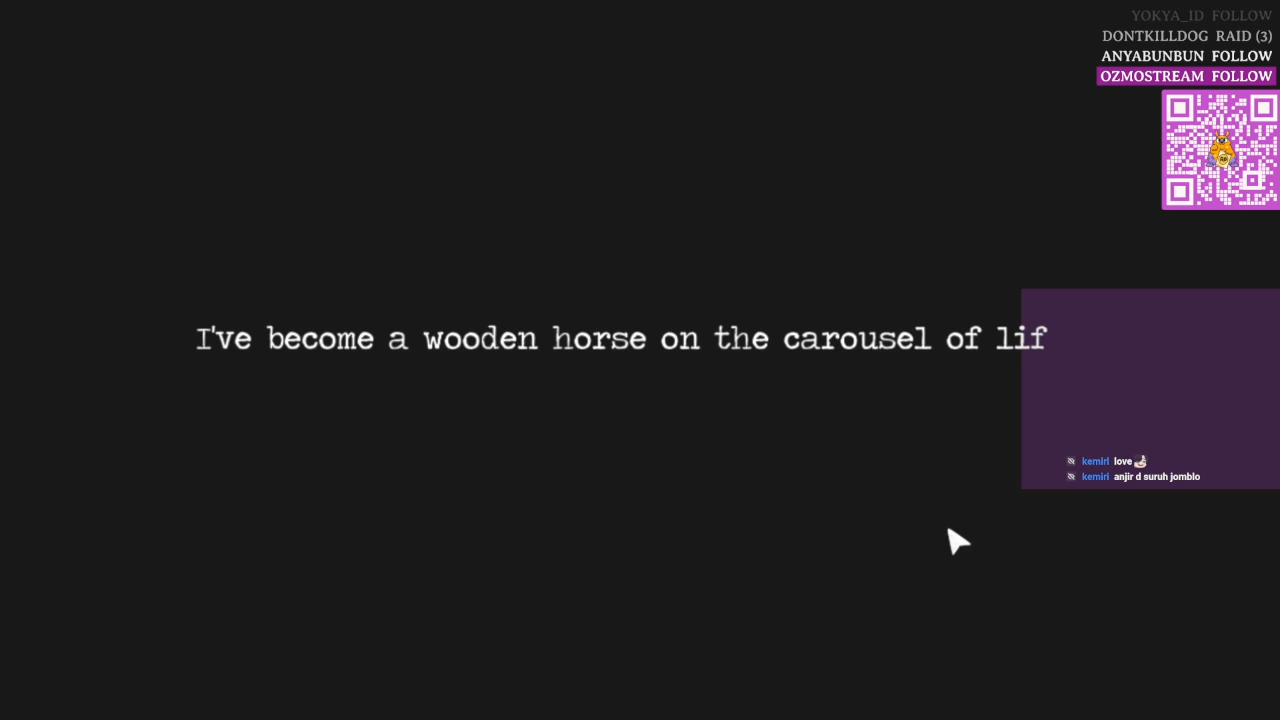 YOKYA_ID FOLLOW
DONTKILLDOG RAID (3)
ANYABUNBUN FOLLOW
OZMOSTREAM FOLLOW
I've become a wooden horse on the carousel of lif
kemiri love
kemiri anjir d suruh jomblo